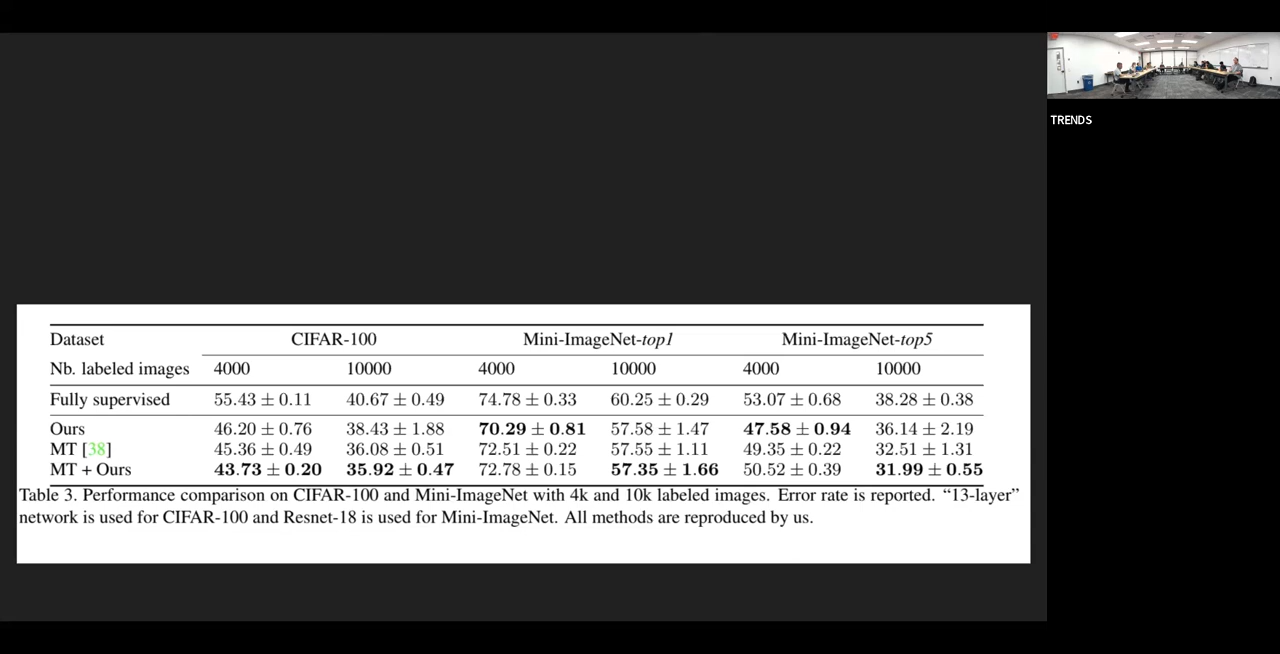 TRENDS
Dataset CIFAR-100 Mini-ImageNet-top1 Mini-ImageNet-top5
Nb. labeled images 4000 10000 4000 10000 4000 10000
Fully supervised 55.43 ± 0.11 40.67 ± 0.49 74.78 ± 0.33 60.25 ± 0.29 53.07 ± 0.68 38.28 ± 0.38
Ours 46.20 ± 0.76 38.43 ± 1.88 70.29 ± 0.81 57.58 ± 1.47 47.58 ± 0.94 36.14 ± 2.19
MT [38] 45.36 ± 0.49 36.08 ± 0.51 72.51 ± 0.22 57.55 ± 1.11 49.35 ± 0.22 32.51 ± 1.31
MT + Ours 43.73 ± 0.20 35.92 ± 0.47 72.78 ± 0.15 57.35 ± 1.66 50.52 ± 0.39 31.99 ± 0.55
Table 3. Performance comparison on CIFAR-100 and Mini-ImageNet with 4k and 10k labeled images. Error rate is reported. “13-layer”
network is used for CIFAR-100 and Resnet-18 is used for Mini-ImageNet. All methods are reproduced by us.